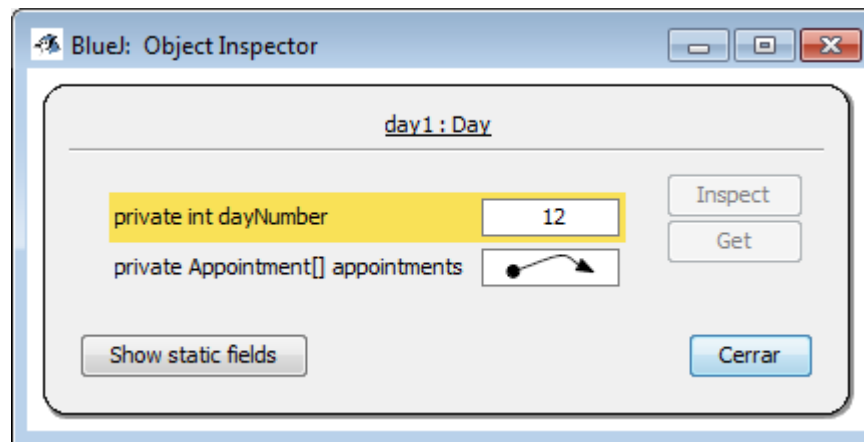 BlueJ: Object Inspector
day1 : Day
private int dayNumber 12
Inspect
Get
private Appointment[] appointments
Show static fields
Cerrar